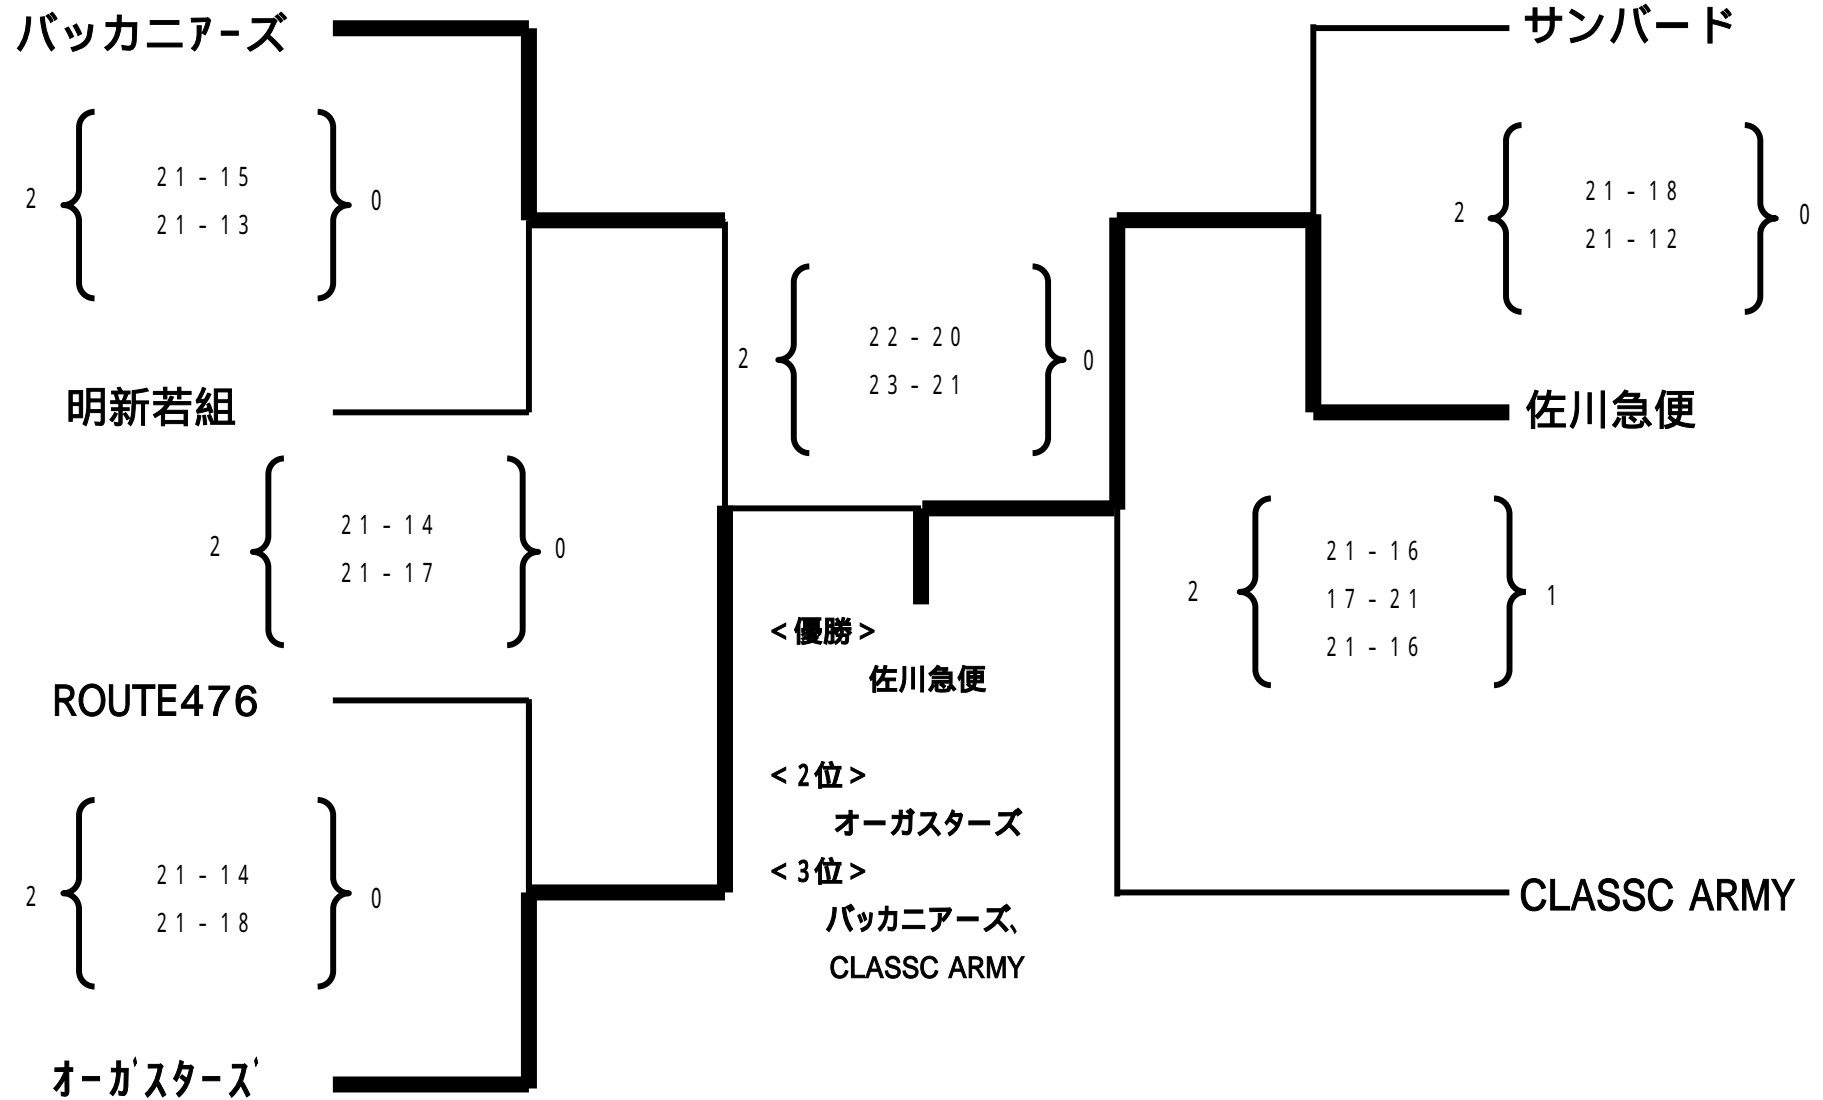 バッカニｱｰズ
サンバード
2
21-15
21-13
0
2
21-18
21-12
0
2
22-20
23-21
0
明新若組
佐川急便
2
21-14
21-17
0
2
21-16
17-21
21-16
1
<優勝>
佐川急便
ROUTE476
<2位>
オーガスターズ
<3位>
バッカニアーズ、
CLASSC ARMY
2
21-14
21-18
0
CLASSC ARMY
ｵｰｶﾞｽﾀｰｽﾞ